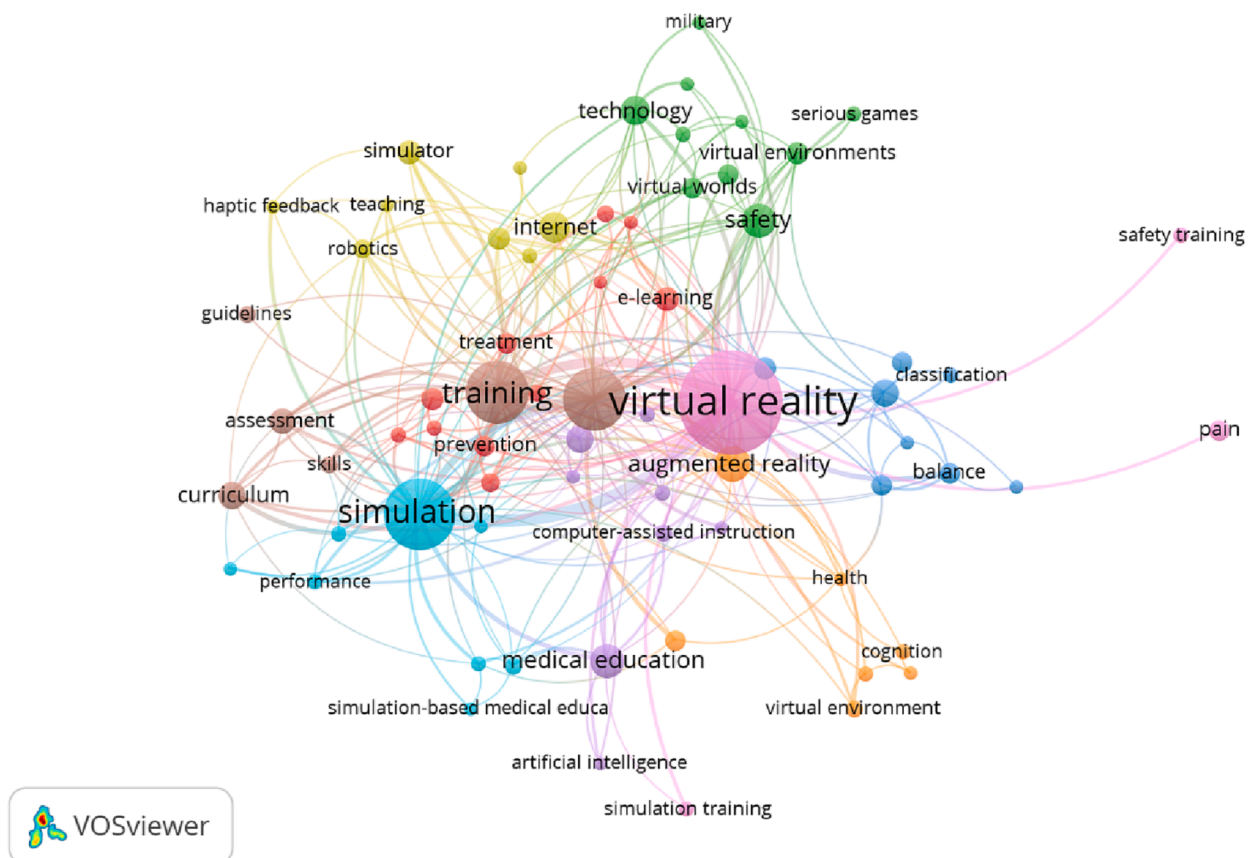 military
technology
serious games
simulator
virtual environments
virtual worlds
haptic feedback
teaching
internet
safety
robotics
safety training
e-learning
guidelines
treatment
classification
training
virtual reality
assessment
pain
prevention
skills
augmented reality
balance
curriculum
simulation
computer-assisted instruction
performance
health
cognition
medical education
simulation-based medical educa
virtual environment
artificial intelligence
simulation training
VOSviewer